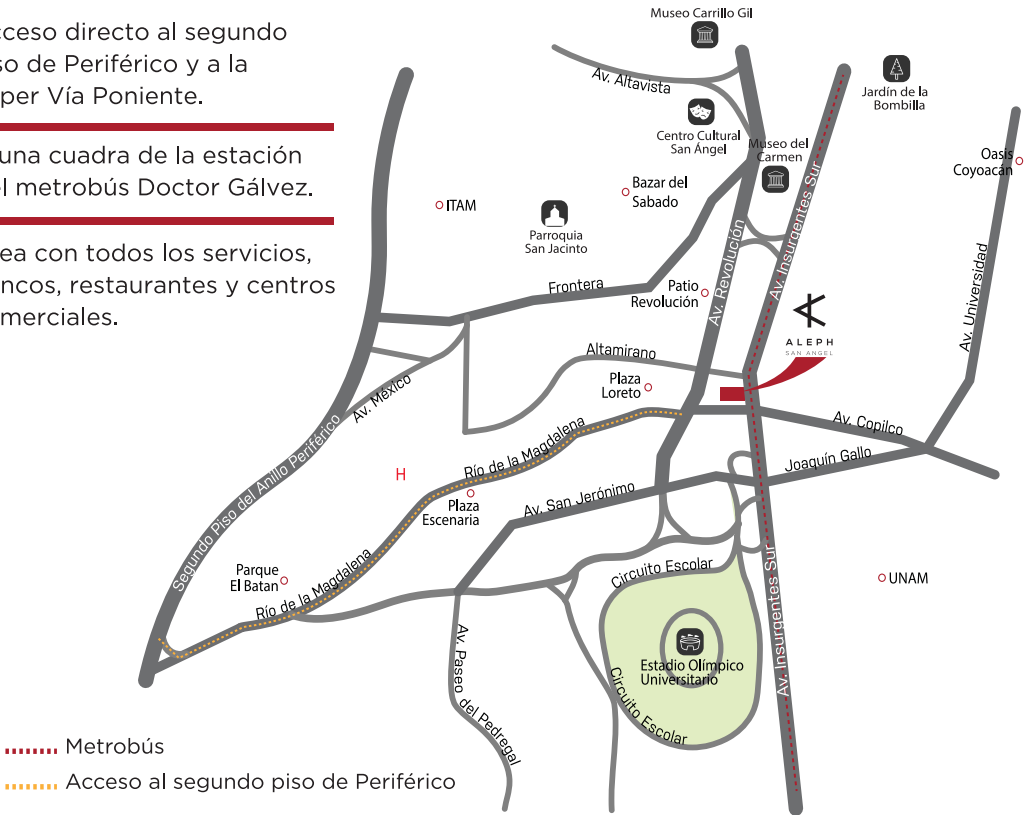 cceso directo al segundo
so de Periférico y a la
per Vía Poniente.
una cuadra de la estación
el metrobús Doctor Gálvez.
ea con todos los servicios,
ncos, restaurantes y centros
merciales.
Museo Carrillo Gil
Av. Altavista
Jardín de la
Bombilla
Centro Cultural
San Ángel
Museo del
Carmen
Oasis
Coyoacán
ITAM
Bazar del
Sabado
Parroquia
San Jacinto
Av. Insurgentes Sur
Av. Revolución
Av. Universidad
Frontera
Patio
Revolución
ALEPH
SAN ANGEL
Altamirano
Plaza
Loreto
Av. México
Av. Copilco
Río de la Magdalena
Joaquín Gallo
Segundo Piso del Anillo Periférico
H
Plaza
Escenaria
Av. San Jerónimo
Parque
El Batan
Río de la Magdalena
Circuito Escolar
UNAM
Av. Insurgentes Sur
Estadio Olímpico
Universitario
Av. Paseo del Pedregal
Circuito Escolar
Metrobús
Acceso al segundo piso de Periférico